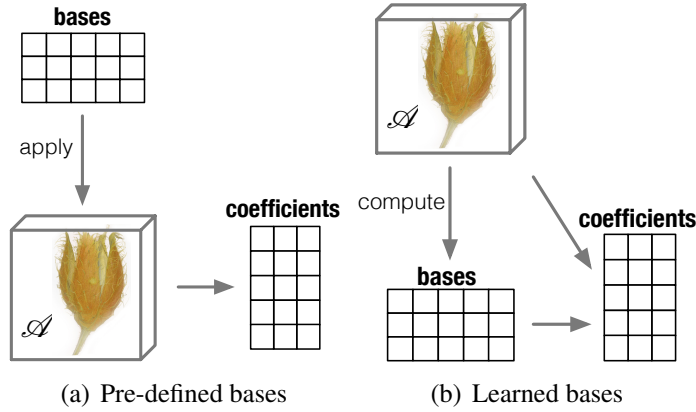 bases
apply
𝒜
coefficients
(a) Pre-defined bases
𝒜
compute
coefficients
bases
(b) Learned bases